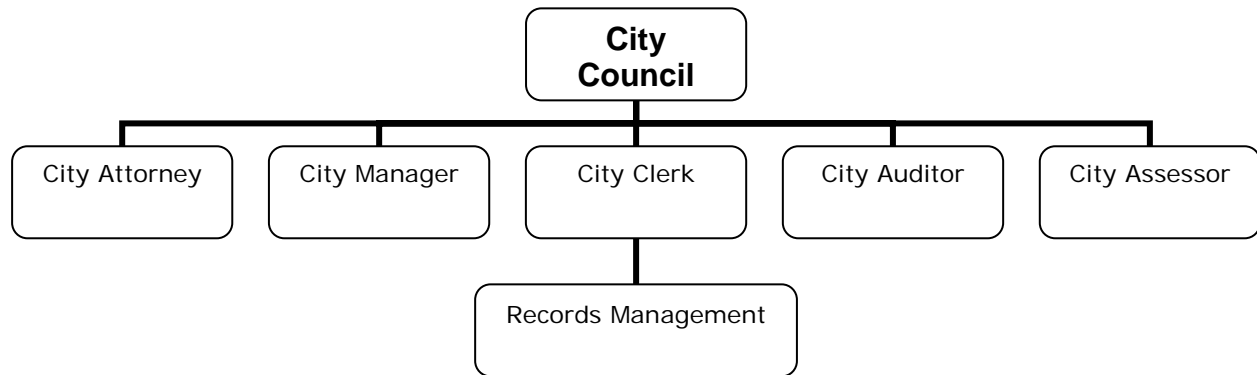 City
Council
City Attorney
City Manager
City Clerk
City Auditor
City Assessor
Records Management